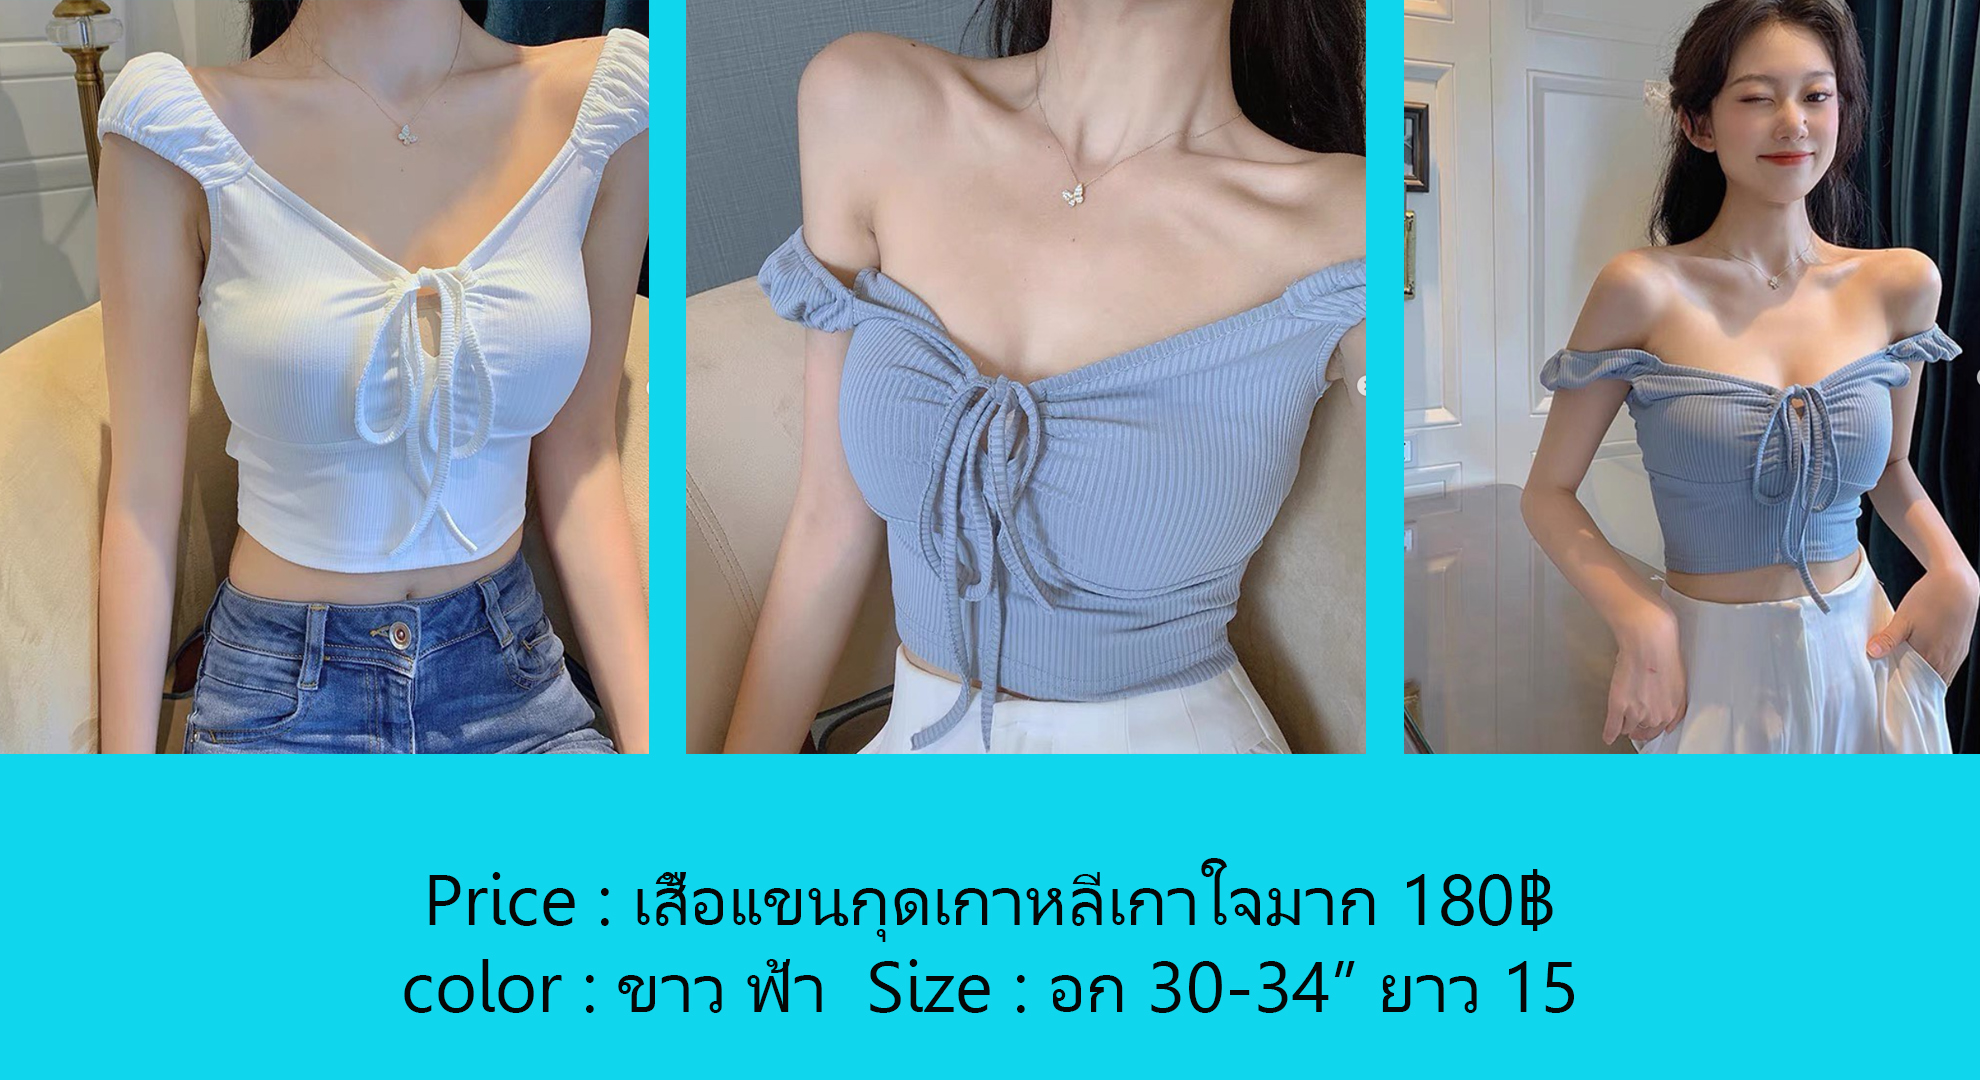 Price : เสื้อแขนกุดเกาหลีเกาใจมาก 180฿
color : ขาว ฟ้า  Size : อก 30-34” ยาว 15